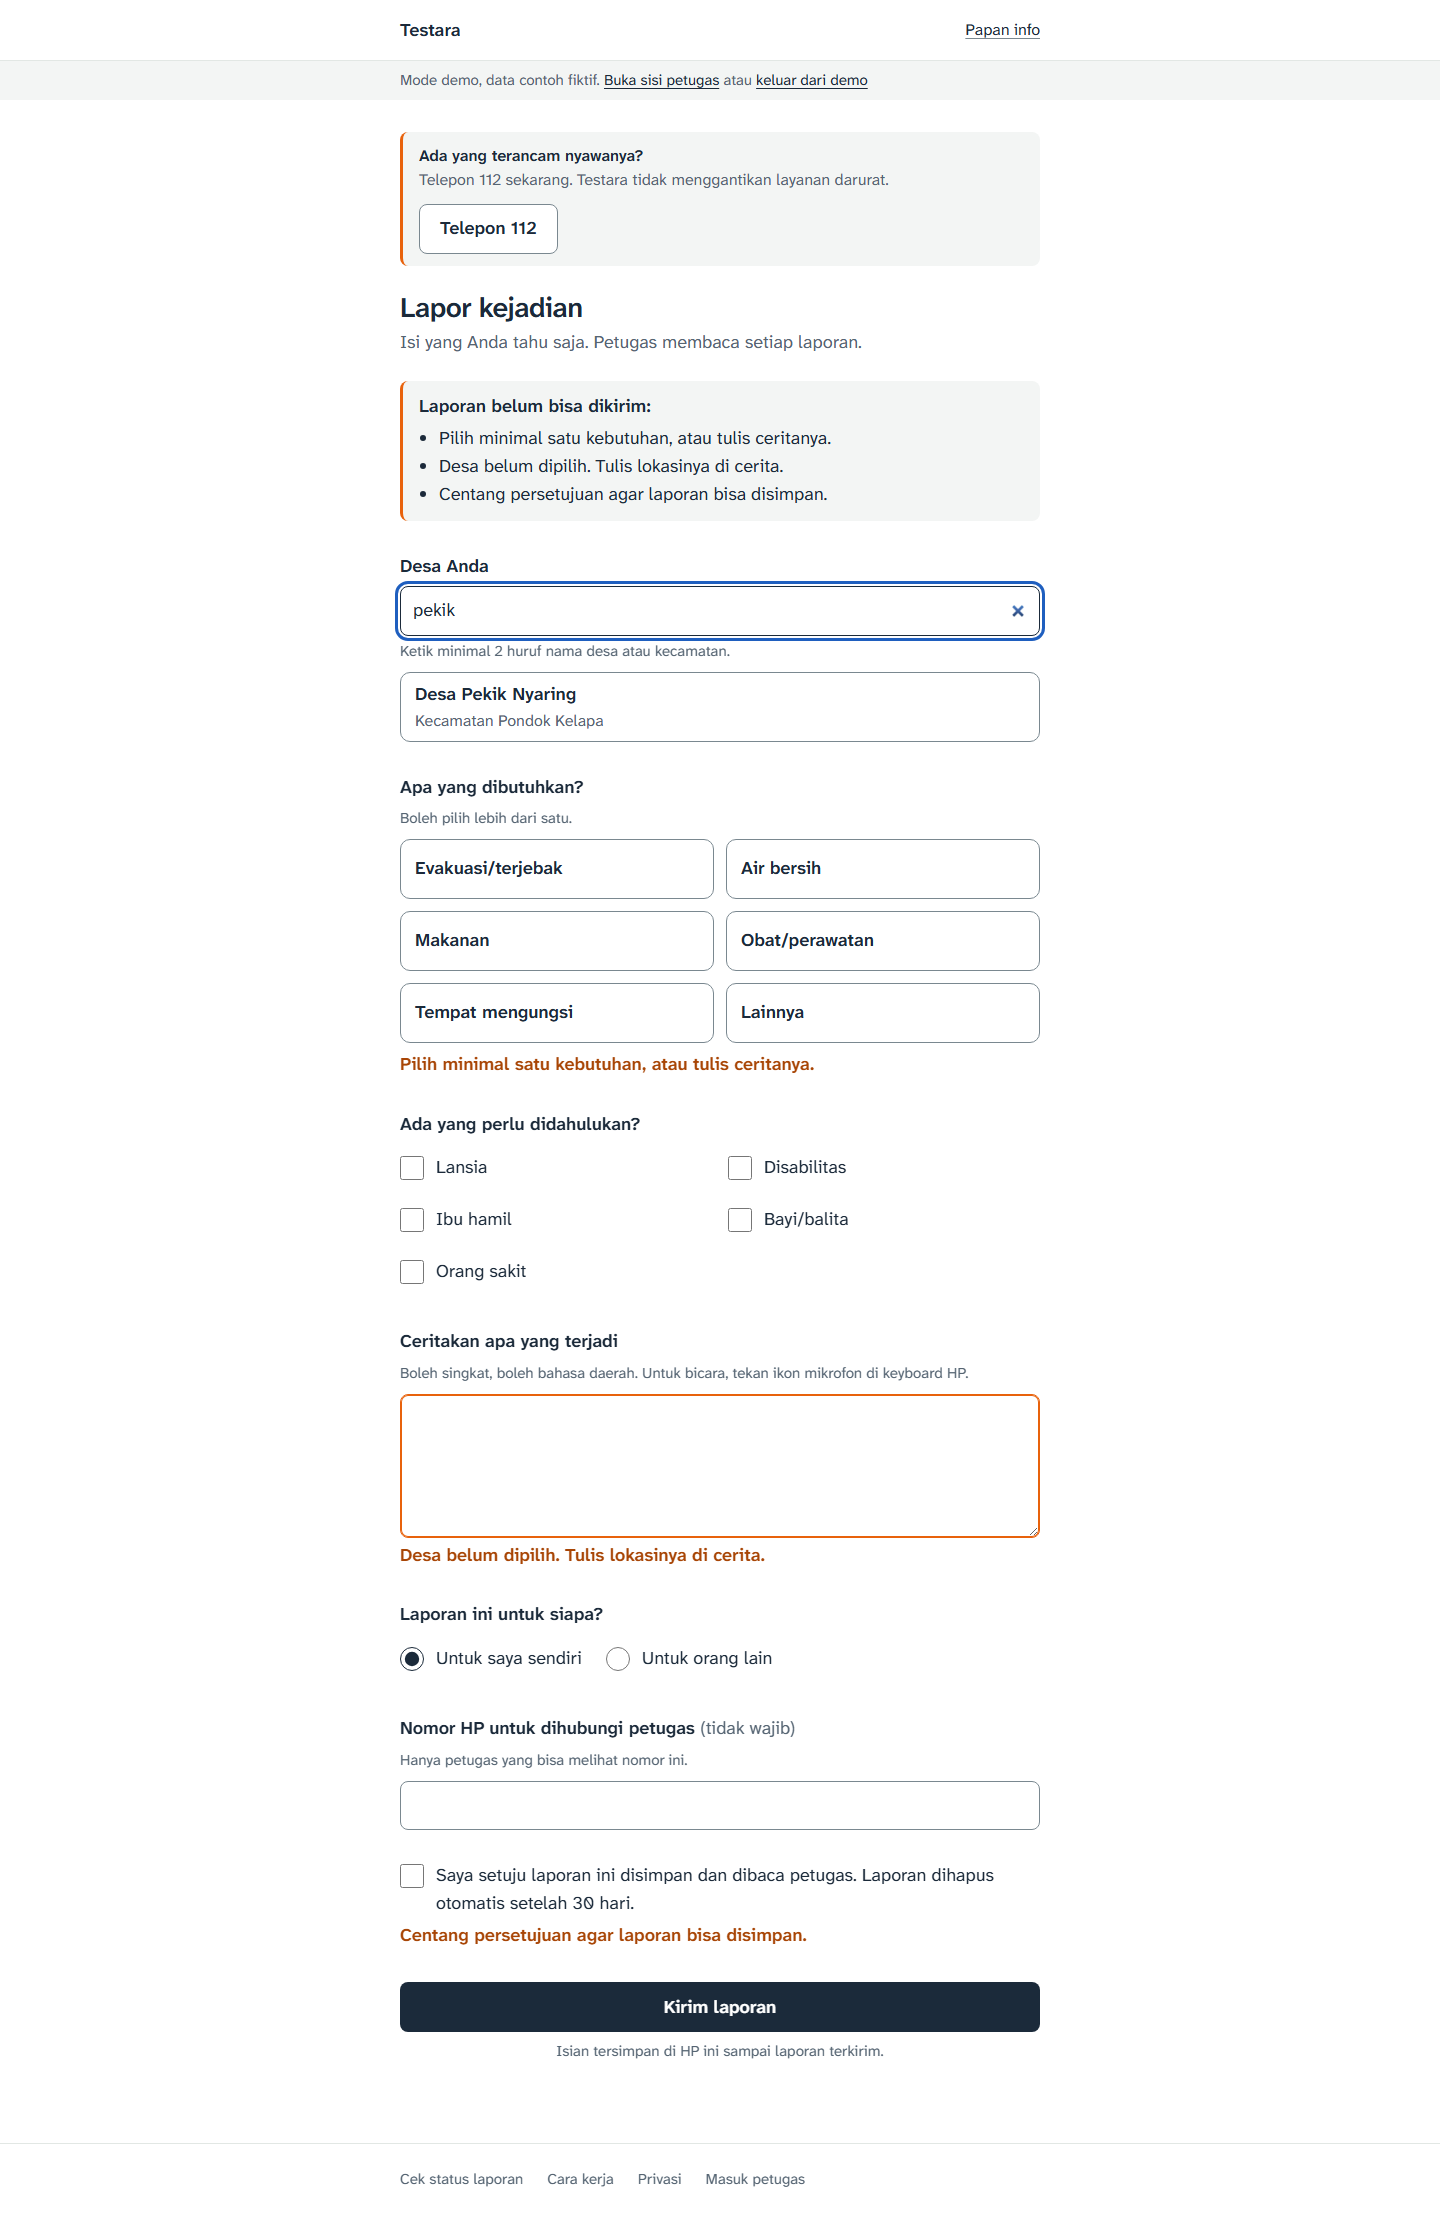 Testara
Papan info
Mode demo, data contoh fiktif. Buka sisi petugas atau keluar dari demo
Ada yang terancam nyawanya?
Telepon 112 sekarang. Testara tidak menggantikan layanan darurat.
Telepon 112
Lapor kejadian
Isi yang Anda tahu saja. Petugas membaca setiap laporan.
Laporan belum bisa dikirim:
• Pilih minimal satu kebutuhan, atau tulis ceritanya.
• Desa belum dipilih. Tulis lokasinya di cerita.
• Centang persetujuan agar laporan bisa disimpan.
Desa Anda
pekik
Ketik minimal 2 huruf nama desa atau kecamatan.
Desa Pekik Nyaring
Kecamatan Pondok Kelapa
Apa yang dibutuhkan?
Boleh pilih lebih dari satu.
Evakuasi/terjebak
Air bersih
Makanan
Obat/perawatan
Tempat mengungsi
Lainnya
Pilih minimal satu kebutuhan, atau tulis ceritanya.
Ada yang perlu didahulukan?
Lansia
Disabilitas
Ibu hamil
Bayi/balita
Orang sakit
Ceritakan apa yang terjadi
Boleh singkat, boleh bahasa daerah. Untuk bicara, tekan ikon mikrofon di keyboard HP.
Desa belum dipilih. Tulis lokasinya di cerita.
Laporan ini untuk siapa?
Untuk saya sendiri
Untuk orang lain
Nomor HP untuk dihubungi petugas (tidak wajib)
Hanya petugas yang bisa melihat nomor ini.
Saya setuju laporan ini disimpan dan dibaca petugas. Laporan dihapus
otomatis setelah 30 hari.
Centang persetujuan agar laporan bisa disimpan.
Kirim laporan
Isian tersimpan di HP ini sampai laporan terkirim.
Cek status laporan
Cara kerja
Privasi
Masuk petugas